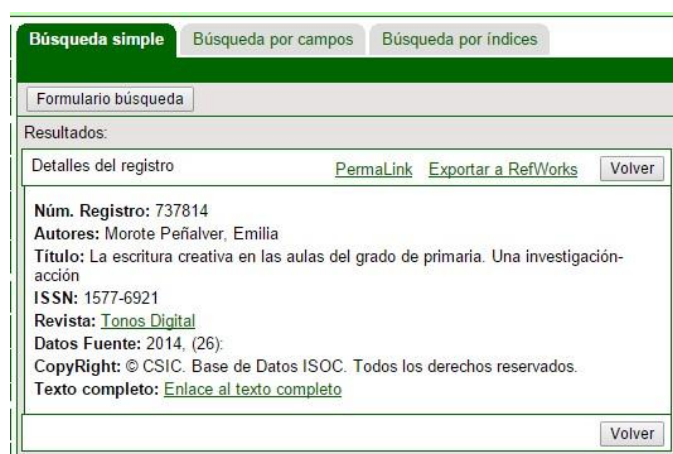 Búsqueda simple Búsqueda por campos Búsqueda por índices
Formulario búsqueda
Resultados:
Detalles del registro PermaLink Exportar a RefWorks Volver
Núm. Registro: 737814
Autores: Morote Peñalver, Emilia
Título: La escritura creativa en las aulas del grado de primaria. Una investigación-
acción
ISSN: 1577-6921
Revista: Tonos Digital
Datos Fuente: 2014, (26):
CopyRight: © CSIC. Base de Datos ISOC. Todos los derechos reservados.
Texto completo: Enlace al texto completo
Volver